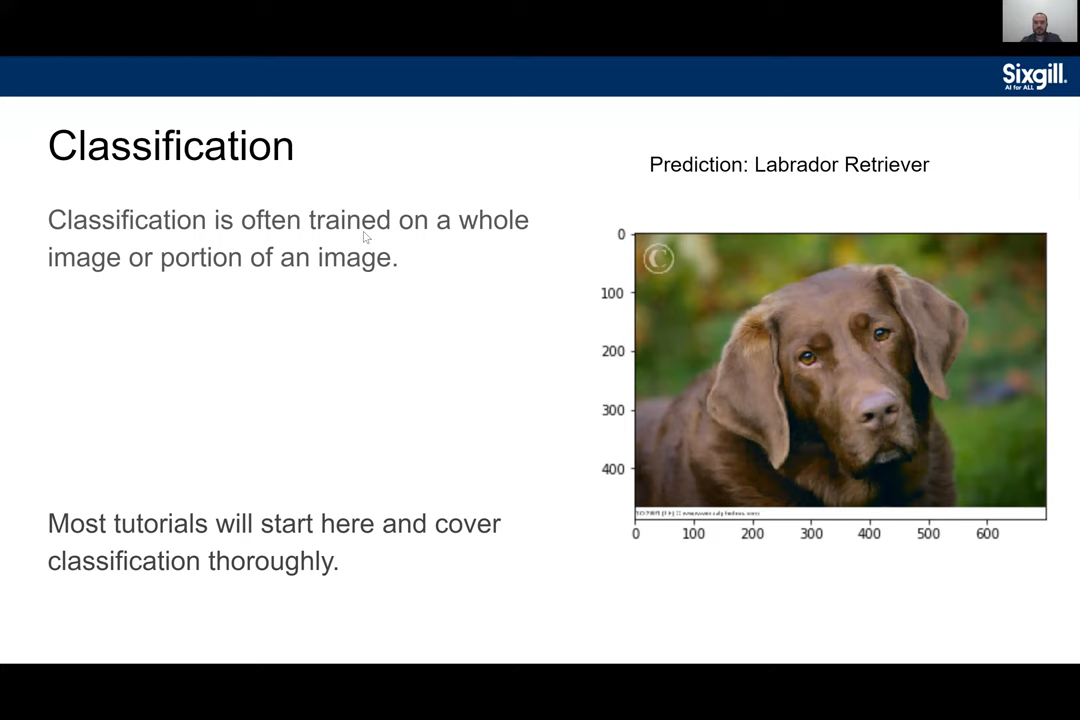 Sixgill.
AI for ALL
Classification
Prediction: Labrador Retriever
Classification is often trained on a whole
image or portion of an image.
0
100
200
300
400
0 100 200 300 400 500 600
Most tutorials will start here and cover
classification thoroughly.